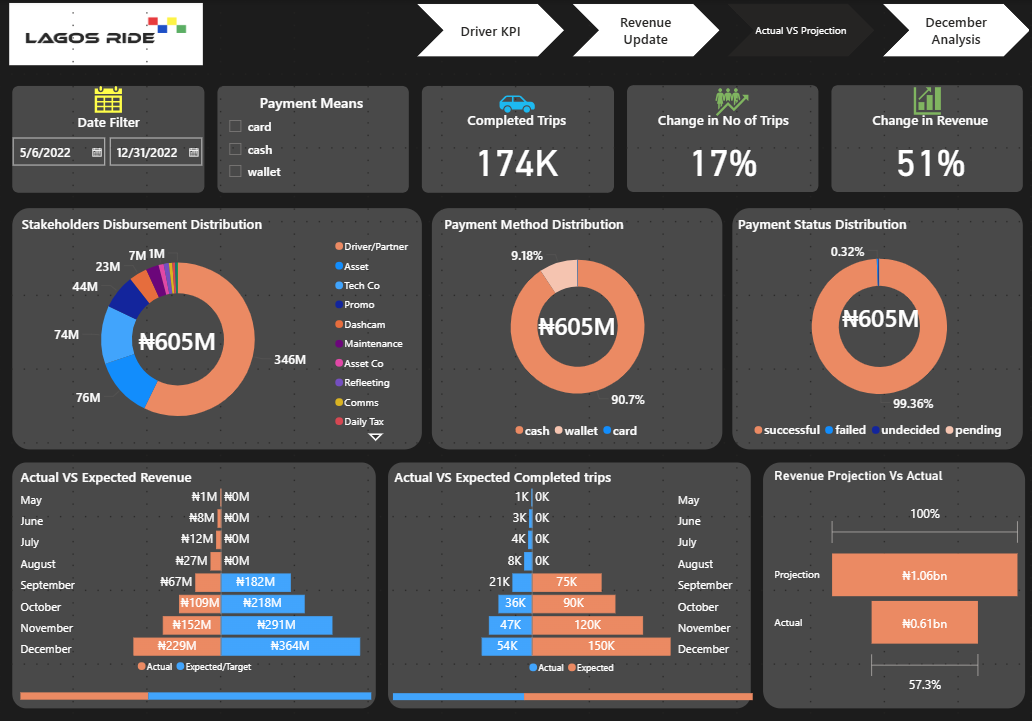 LAGOS RIDE
Driver KPI
Revenue
Update
Actual VS Projection
December
Analysis
Date Filter
5/6/2022
12/31/2022
Payment Means
card
cash
wallet
Completed Trips
174K
Change in No of Trips
17%
Change in Revenue
51%
Stakeholders Disbursement Distribution
7M
1M
23M
44M
74M
76M
346M
₦605M
Driver/Partner
Asset
Tech Co
Promo
Dashcam
Maintenance
Asset Co
Refleeting
Comms
Daily Tax
Payment Method Distribution
9.18%
₦605M
90.7%
cash wallet card
Payment Status Distribution
0.32%
₦605M
99.36%
successful failed undecided pending
Actual VS Expected Revenue
May ₦1M ₦0M
June ₦8M ₦0M
July ₦12M ₦0M
August ₦27M ₦0M
September ₦67M ₦182M
October ₦109M ₦218M
November ₦152M ₦291M
December ₦229M ₦364M
Actual Expected/Target
Actual VS Expected Completed trips
1K 0K May
3K 0K June
4K 0K July
8K 0K August
21K 75K September
36K 90K October
47K 120K November
54K 150K December
Actual Expected
Revenue Projection Vs Actual
100%
Projection ₦1.06bn
Actual ₦0.61bn
57.3%